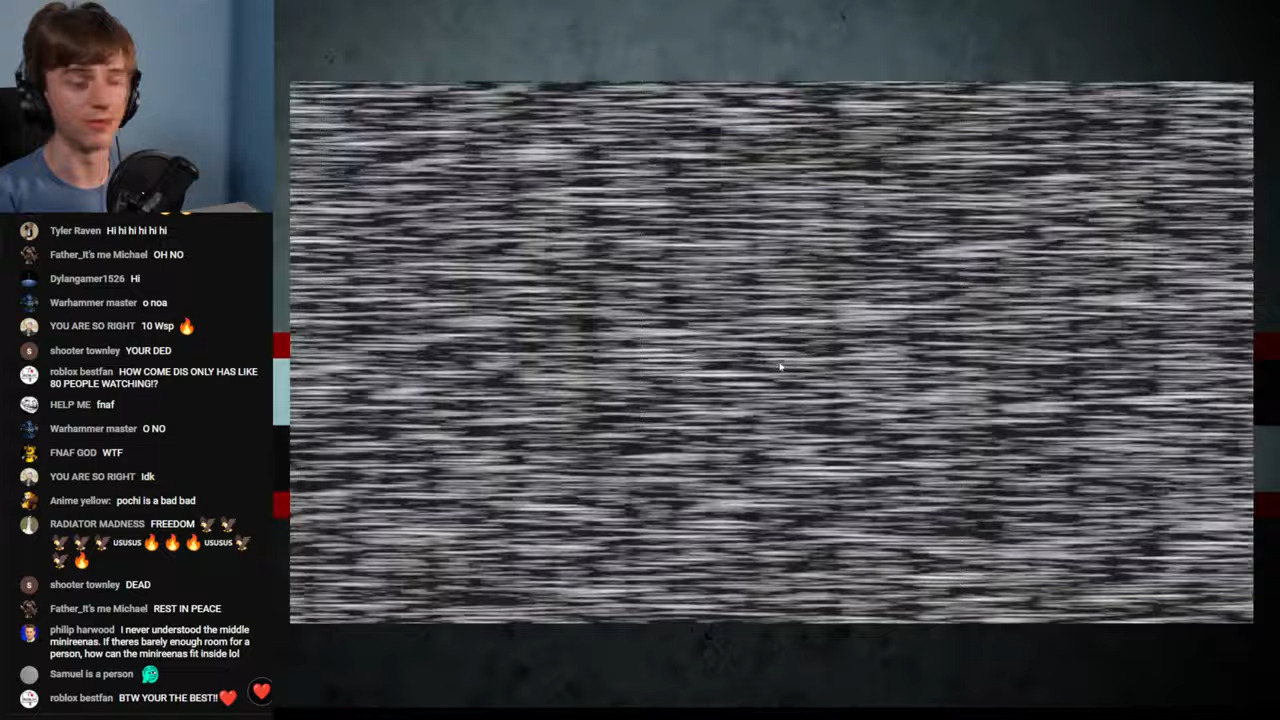 Tyler Raven Hi hi hi hi hi hi
Father_It's me Michael OH NO
Dylangamer1526 Hi
Warhammer master o noa
YOU ARE SO RIGHT 10 Wsp 🔥
S shooter townley YOUR DED
roblox bestfan HOW COME DIS ONLY HAS LIKE
80 PEOPLE WATCHING!?
HELP ME fnaf
Warhammer master O NO
FNAF GOD WTF
YOU ARE SO RIGHT Idk
Anime yellow: pochi is a bad bad
RADIATOR MADNESS FREEDOM 🦅 🦅
🦅 🦅 🦅 ususus 🔥 🔥 🔥 ususus 🦅
🦅 🔥
S shooter townley DEAD
Father_It's me Michael REST IN PEACE
philip harwood I never understood the middle
minireenas. If theres barely enough room for a
person, how can the minireenas fit inside lol
Samuel is a person
roblox bestfan BTW YOUR THE BEST!! ❤️